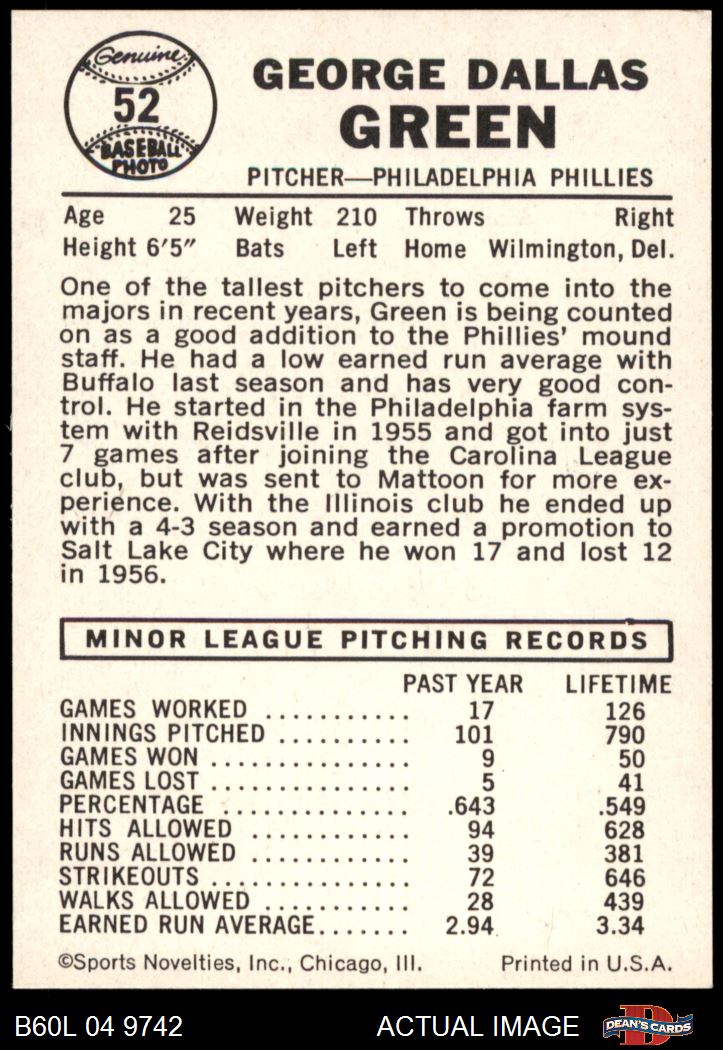 Genuine
52
BASEBALL
PHOTO
GEORGE DALLAS
GREEN
PITCHER—PHILADELPHIA PHILLIES
Age 25 Weight 210 Throws Right
Height 6′5″ Bats Left Home Wilmington, Del.
One of the tallest pitchers to come into the
majors in recent years, Green is being counted
on as a good addition to the Phillies' mound
staff. He had a low earned run average with
Buffalo last season and has very good con-
trol. He started in the Philadelphia farm sys-
tem with Reidsville in 1955 and got into just
7 games after joining the Carolina League
club, but was sent to Mattoon for more ex-
perience. With the Illinois club he ended up
with a 4-3 season and earned a promotion to
Salt Lake City where he won 17 and lost 12
in 1956.
MINOR LEAGUE PITCHING RECORDS
PAST YEAR LIFETIME
GAMES WORKED ........... 17 126
INNINGS PITCHED .......... 101 790
GAMES WON ............... 9 50
GAMES LOST ............... 5 41
PERCENTAGE .............. .643 .549
HITS ALLOWED ............ 94 628
RUNS ALLOWED ............ 39 381
STRIKEOUTS ............... 72 646
WALKS ALLOWED ........... 28 439
EARNED RUN AVERAGE....... 2.94 3.34
©Sports Novelties, Inc., Chicago, Ill. Printed in U.S.A.
B60L 04 9742 ACTUAL IMAGE D DEAN'S CARDS